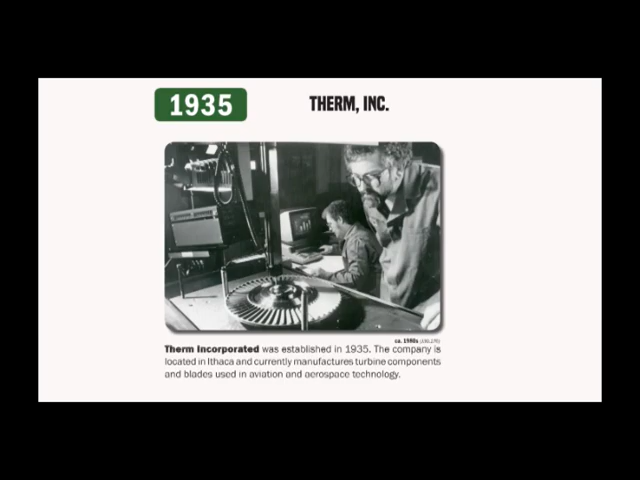 1935
THERM, INC.
ca. 1980s
Therm Incorporated was established in 1935. The company is
located in Ithaca and currently manufactures turbine components
and blades used in aviation and aerospace technology.